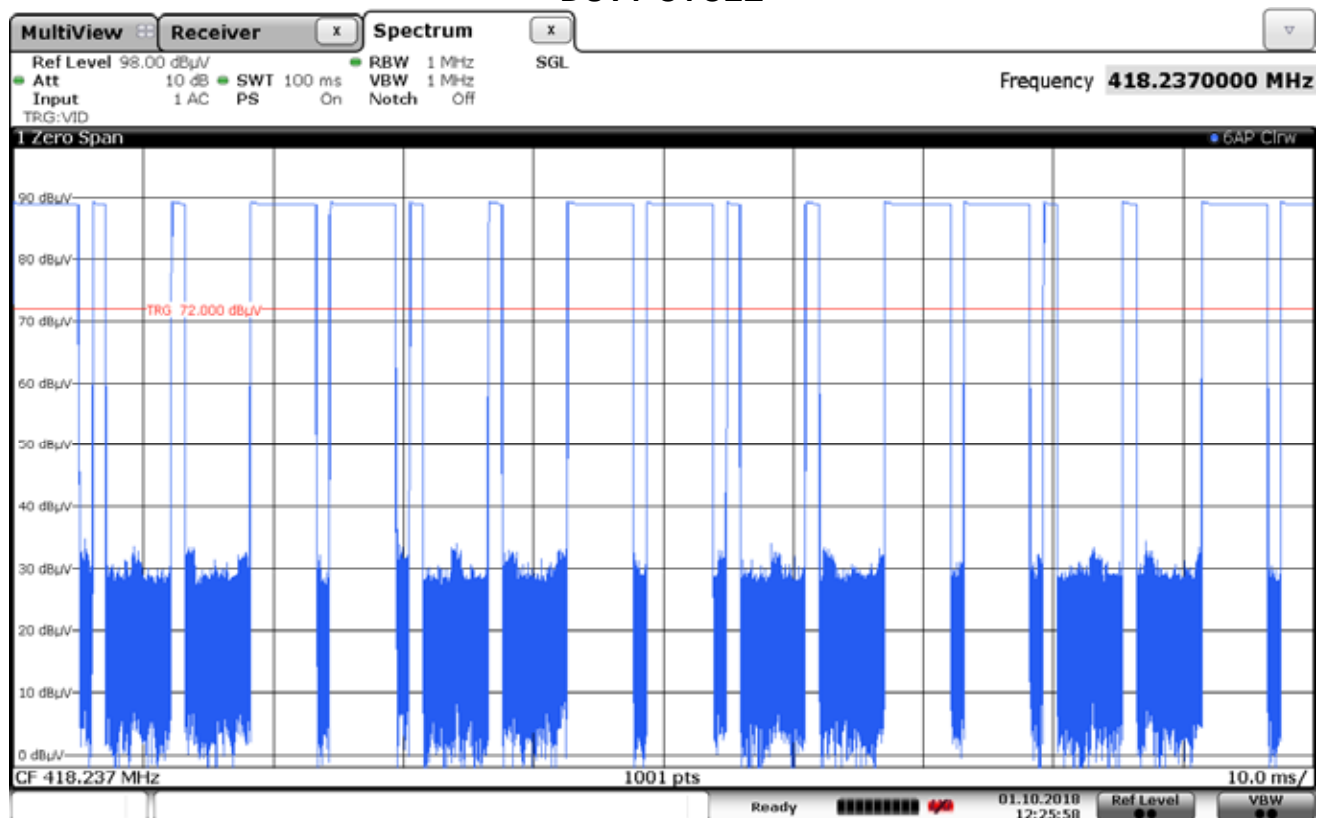 MultiView Receiver X Spectrum X
Ref Level 98.00 dBµV RBW 1 MHz SGL
Att 10 dB SWT 100 ms VBW 1 MHz Frequency 418.2370000 MHz
Input 1 AC PS On Notch Off
TRG:VID
1 Zero Span 6AP Clrw
90 dBµV
80 dBµV
TRG 72.000 dBµV
70 dBµV
60 dBµV
50 dBµV
40 dBµV
30 dBµV
20 dBµV
10 dBµV
0 dBµV
CF 418.237 MHz 1001 pts 10.0 ms/
Ready 01.10.2018 Ref Level VBW
12:25:58